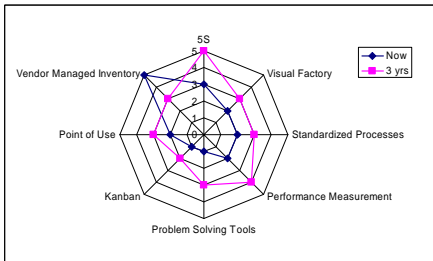 5S
5
4
3
2
1
0
Visual Factory
Standardized Processes
Performance Measurement
Problem Solving Tools
Kanban
Point of Use
Vendor Managed Inventory
Now
3 yrs